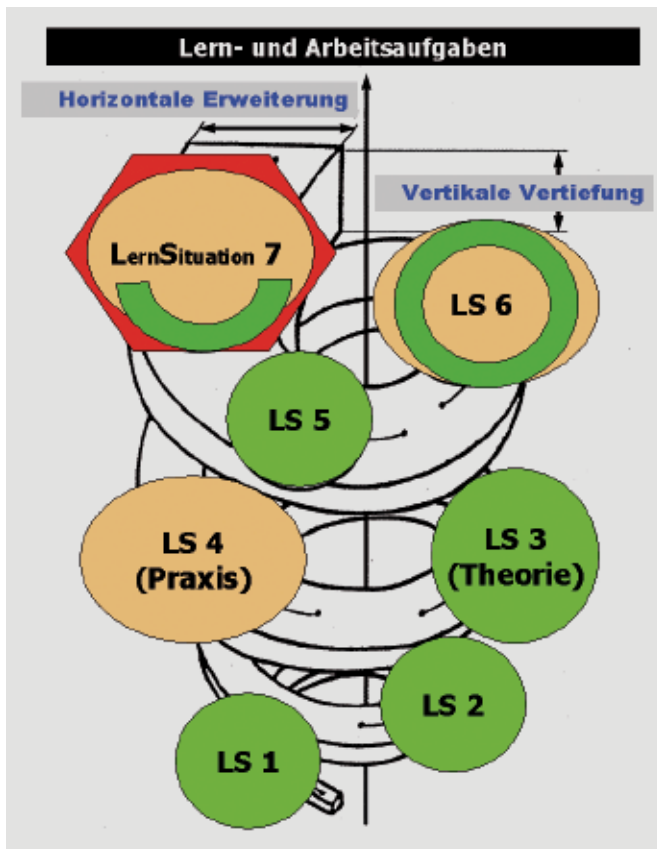 Lern- und Arbeitsaufgaben
Horizontale Erweiterung
Vertikale Vertiefung
LernSituation 7
LS 6
LS 5
LS 4
(Praxis)
LS 3
(Theorie)
LS 2
LS 1